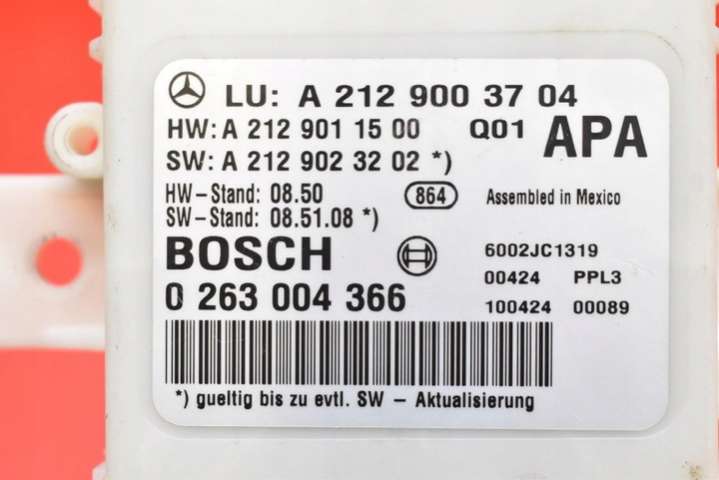 LU: A 212 900 37 04
HW: A 212 901 15 00 Q01 APA
SW: A 212 902 32 02 *)
HW-Stand: 08.50 864 Assembled in Mexico
SW-Stand: 08.51.08 *)
BOSCH 6002JC1319
00424 PPL3
0 263 004 366 100424 00089
*) gueltig bis zu evtl. SW - Aktualisierung